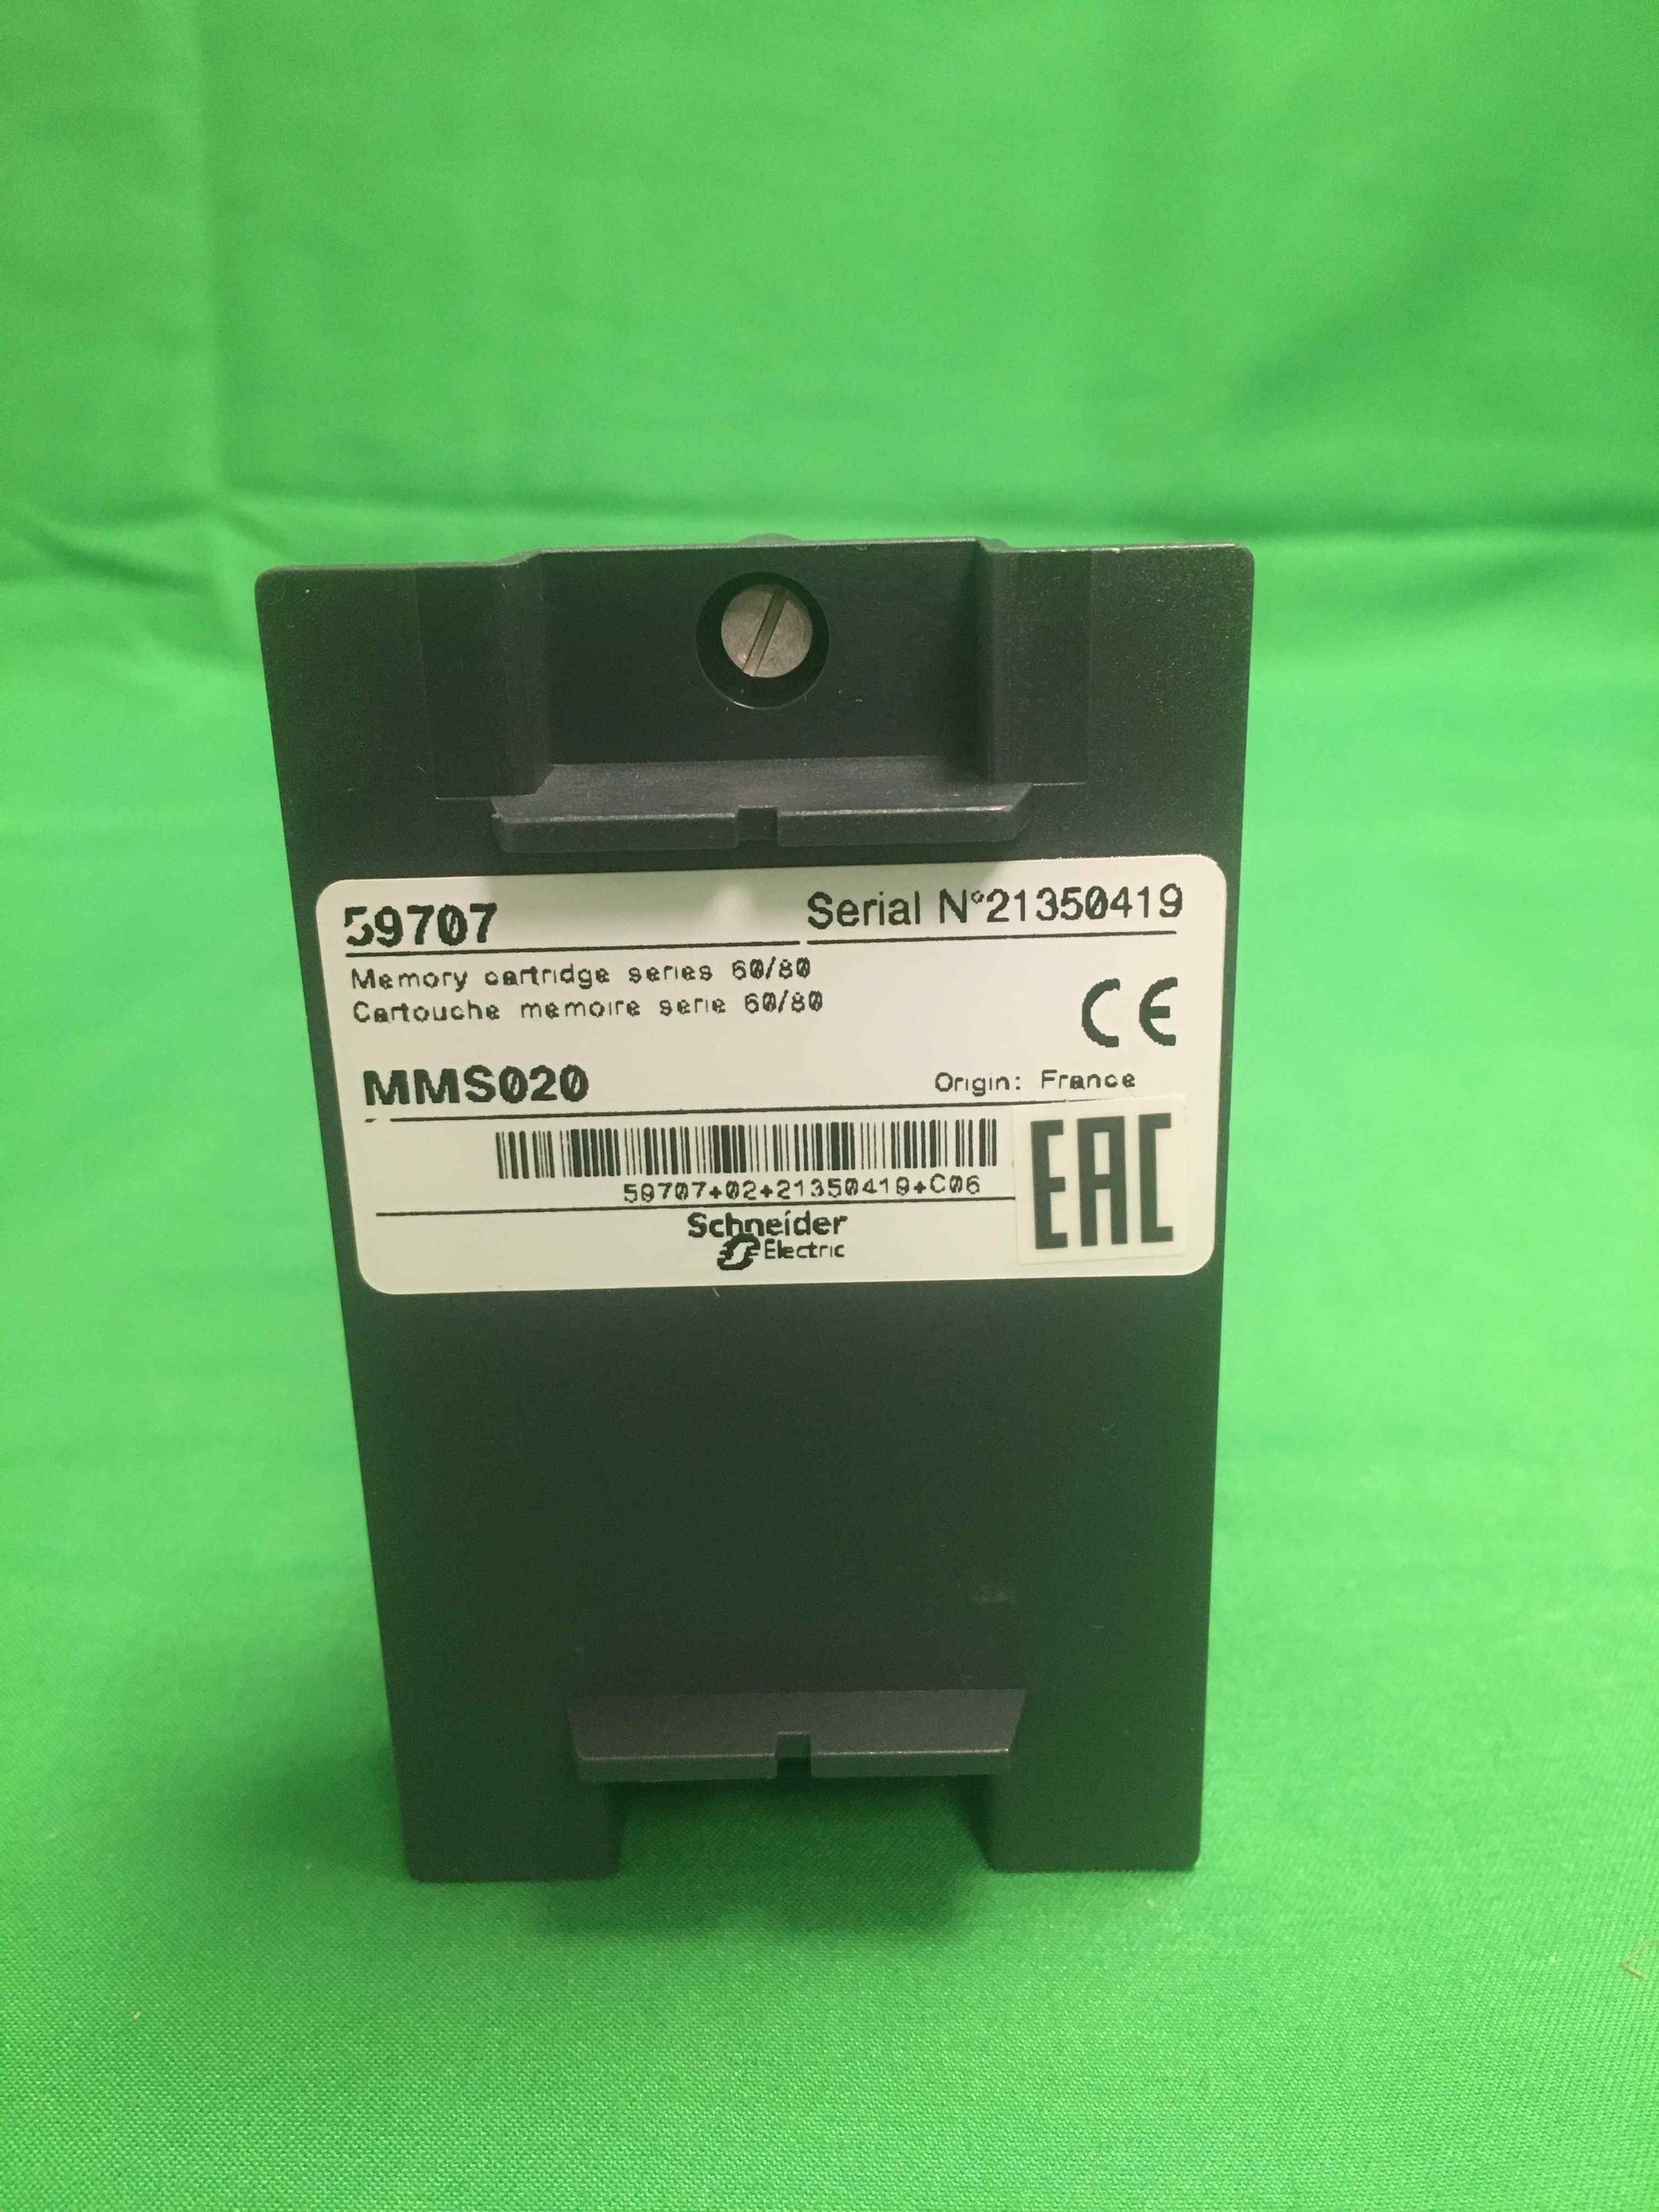 59707
Serial N°21350419
Memory cartridge series 60/80
Cartouche memoire serie 60/80
CE
MMS020
Origin: France
EAC
59707+02+21350419+C06
Schneider
Electric